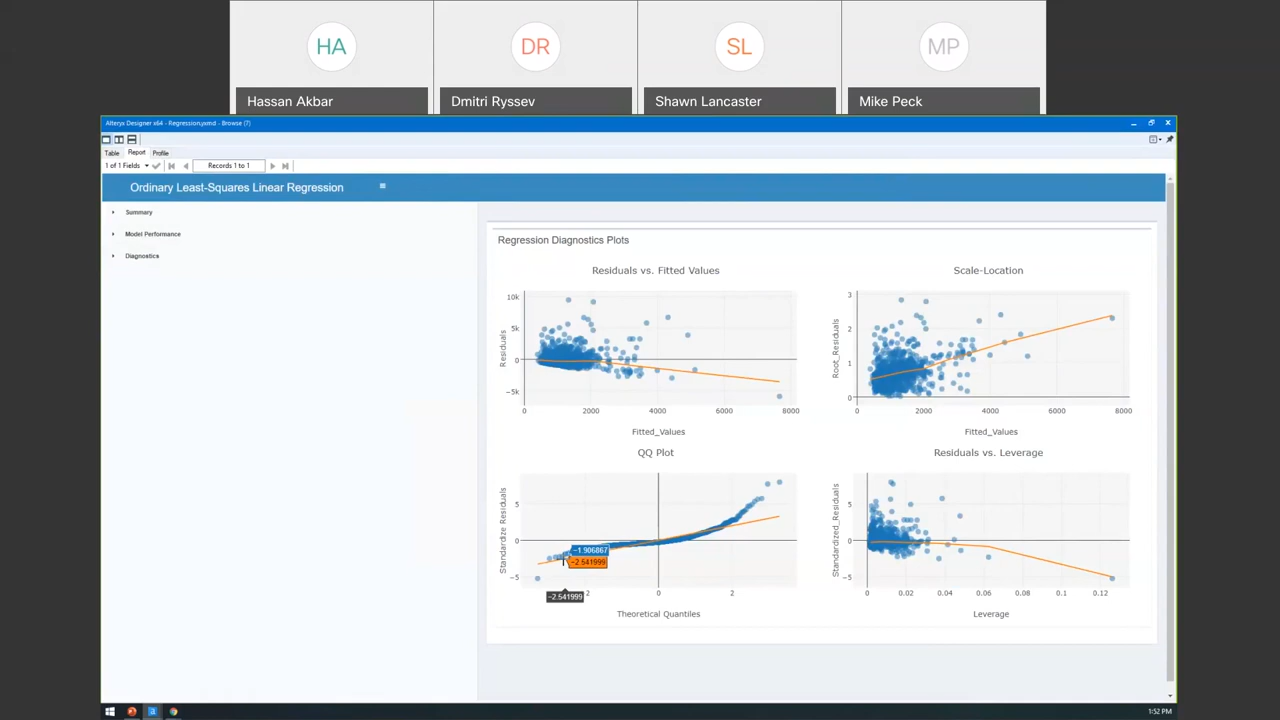 HA
DR
SL
MP
Hassan Akbar
Dmitri Ryssev
Shawn Lancaster
Mike Peck
Alteryx Designer x64 - Regression.yxmd - Browse (7)
Table
Report
Profile
1 of 1 Fields
Records 1 to 1
Ordinary Least-Squares Linear Regression
Summary
Model Performance
Diagnostics
Regression Diagnostics Plots
Residuals vs. Fitted Values
10k
5k
0
−5k
Residuals
0 2000 4000 6000 8000
Fitted_Values
Scale-Location
3
2
1
0
Root_Residuals
0 2000 4000 6000 8000
Fitted_Values
QQ Plot
5
0
−5
Standardize Residuals
−1.906867
−2.541999
−2.541999
2 0 2
Theoretical Quantiles
Residuals vs. Leverage
5
0
−5
Standardized_Residuals
0 0.02 0.04 0.06 0.08 0.1 0.12
Leverage
1:52 PM